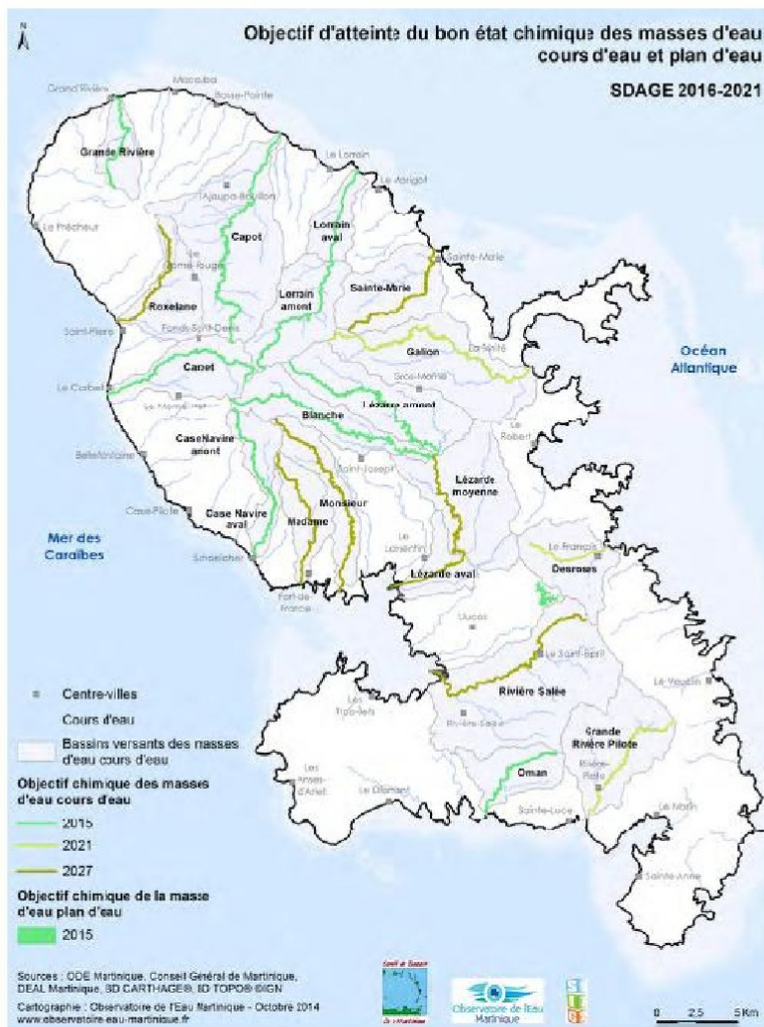 Objectif d'atteinte du bon état chimique des masses d'eau
cours d'eau et plan d'eau
SDAGE 2016-2021
N
Macouba
Grand'Rivière
Basse-Pointe
Grande Rivière
Le Lorrain
L'Ajoupa-Bouillon
Le Marigot
Lorrain
aval
Le Prêcheur
Capot
Le
Morne-Rouge
Sainte-Marie
Sainte-Marie
Lorrain
amont
Roxelane
Saint-Pierre
Fonds-Saint-Denis
La Trinité
Galion
Océan
Atlantique
Carbet
Gros-Morne
Le Carbet
Lézarde amont
Blanche
Le
Robert
Case Navire
amont
Bellefontaine
Saint-Joseph
Lézarde
moyenne
Case-Pilote
Monsieur
Case Navire
aval
Madame
Mer des
Caraïbes
Le
Lamentin
Le François
Schoelcher
Desroses
Lézarde aval
Fort-de-
France
Ducos
Le Saint-Esprit
Le Vauclin
Rivière Salée
Les
Trois-Ilets
Rivière-Salée
Grande
Rivière Pilote
Rivière-
Pilote
Oman
Les
Anses-
d'Arlet
Le Diamant
Sainte-Luce
Le Marin
Sainte-Anne
Centre-villes
Cours d'eau
Bassins versants des masses
d'eau cours d'eau
Objectif chimique des masses
d'eau cours d'eau
2015
2021
2027
Objectif chimique de la masse
d'eau plan d'eau
2015
Sources : ODE Martinique, Conseil Général de Martinique,
DEAL Martinique, BD CARTHAGE®, BD TOPO® ©IGN
Cartographie : Observatoire de l'Eau Martinique - Octobre 2014
www.observatoire-eau-martinique.fr
Observatoire de l'Eau
Martinique
0 2,5 5 Km